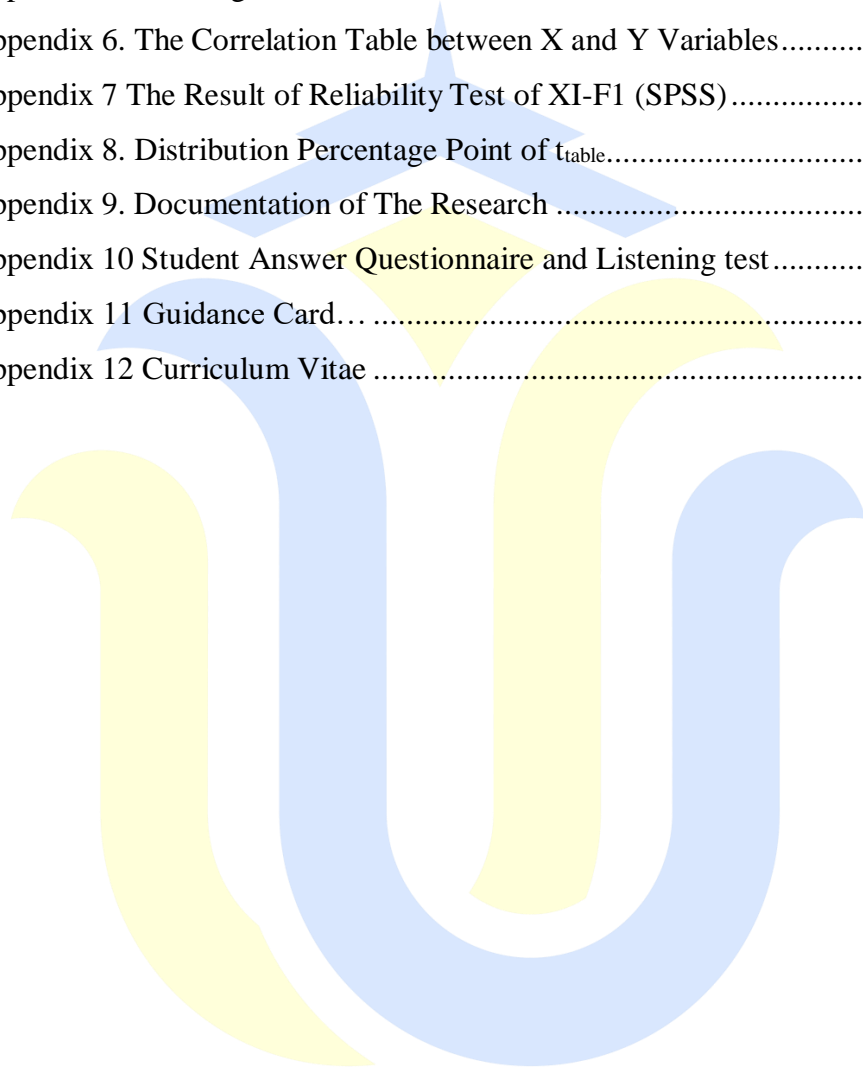 ppendix 6. The Correlation Table between X and Y Variables..........
ppendix 7 The Result of Reliability Test of XI-F1 (SPSS)................
ppendix 8. Distribution Percentage Point of ttable...............................
ppendix 9. Documentation of The Research .....................................
ppendix 10 Student Answer Questionnaire and Listening test...........
ppendix 11 Guidance Card… ...........................................................
ppendix 12 Curriculum Vitae ...........................................................